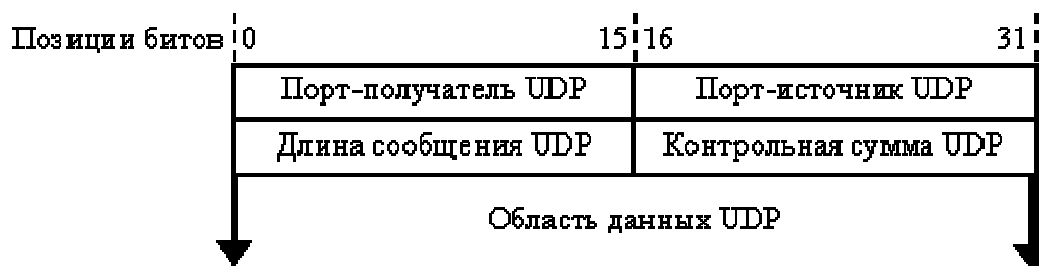 Позиции битов 0 15 16 31
Порт-получатель UDP Порт-источник UDP
Длина сообщения UDP Контрольная сумма UDP
Область данных UDP